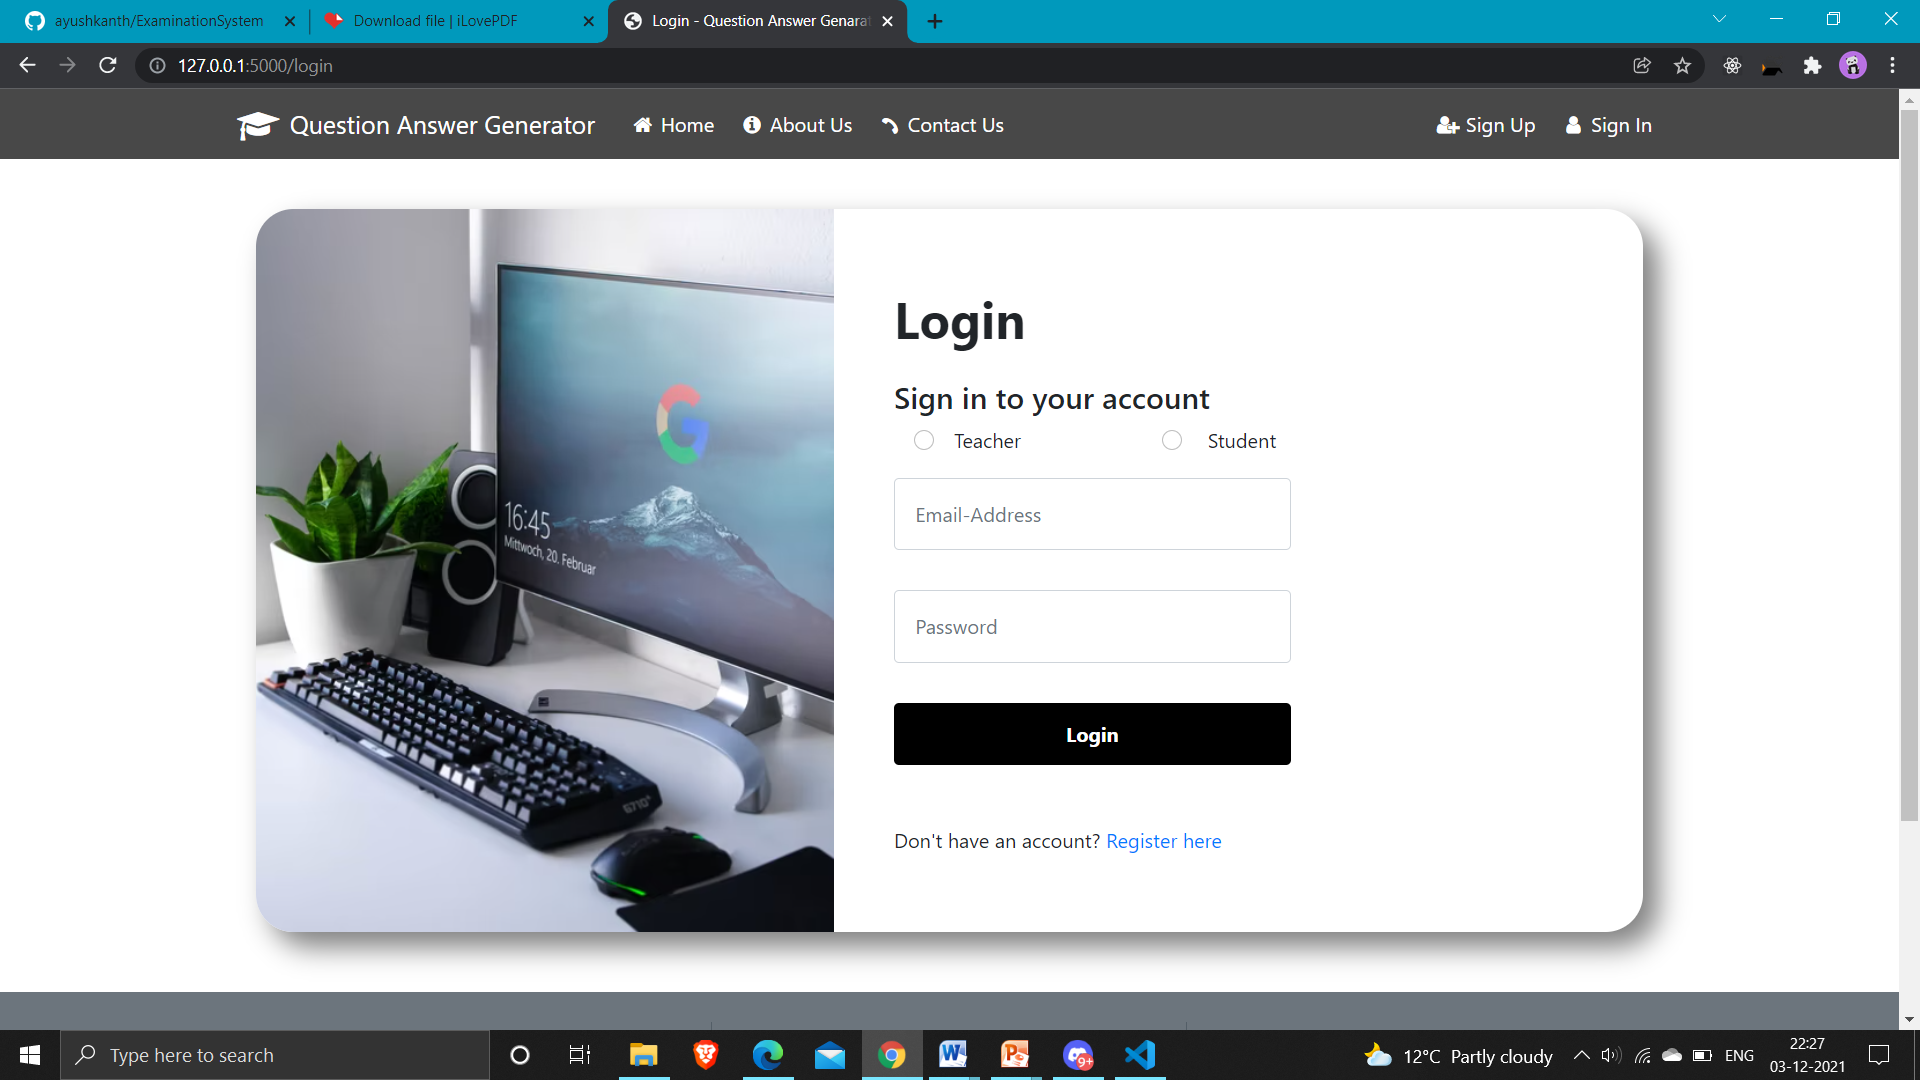 ayushkanth/ExaminationSystem
Download file | iLovePDF
Login - Question Answer Genarat
127.0.0.1:5000/login
Question Answer Generator
Home
About Us
Contact Us
Sign Up
Sign In
16:45
Mittwoch, 20. Februar
G710+
Login
Sign in to your account
Teacher
Student
Email-Address
Password
Login
Don't have an account? Register here
Type here to search
9+
12°C Partly cloudy
ENG
22:27
03-12-2021